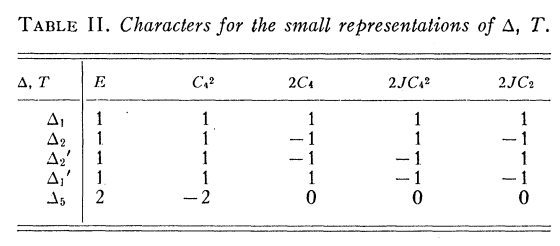 TABLE II. Characters for the small representations of Δ, T.
Δ, T E C₄² 2C₄ 2JC₄² 2JC₂
Δ₁ 1 1 1 1 1
Δ₂ 1 1 −1 1 −1
Δ₂′ 1 1 −1 −1 1
Δ₁′ 1 1 1 −1 −1
Δ₅ 2 −2 0 0 0